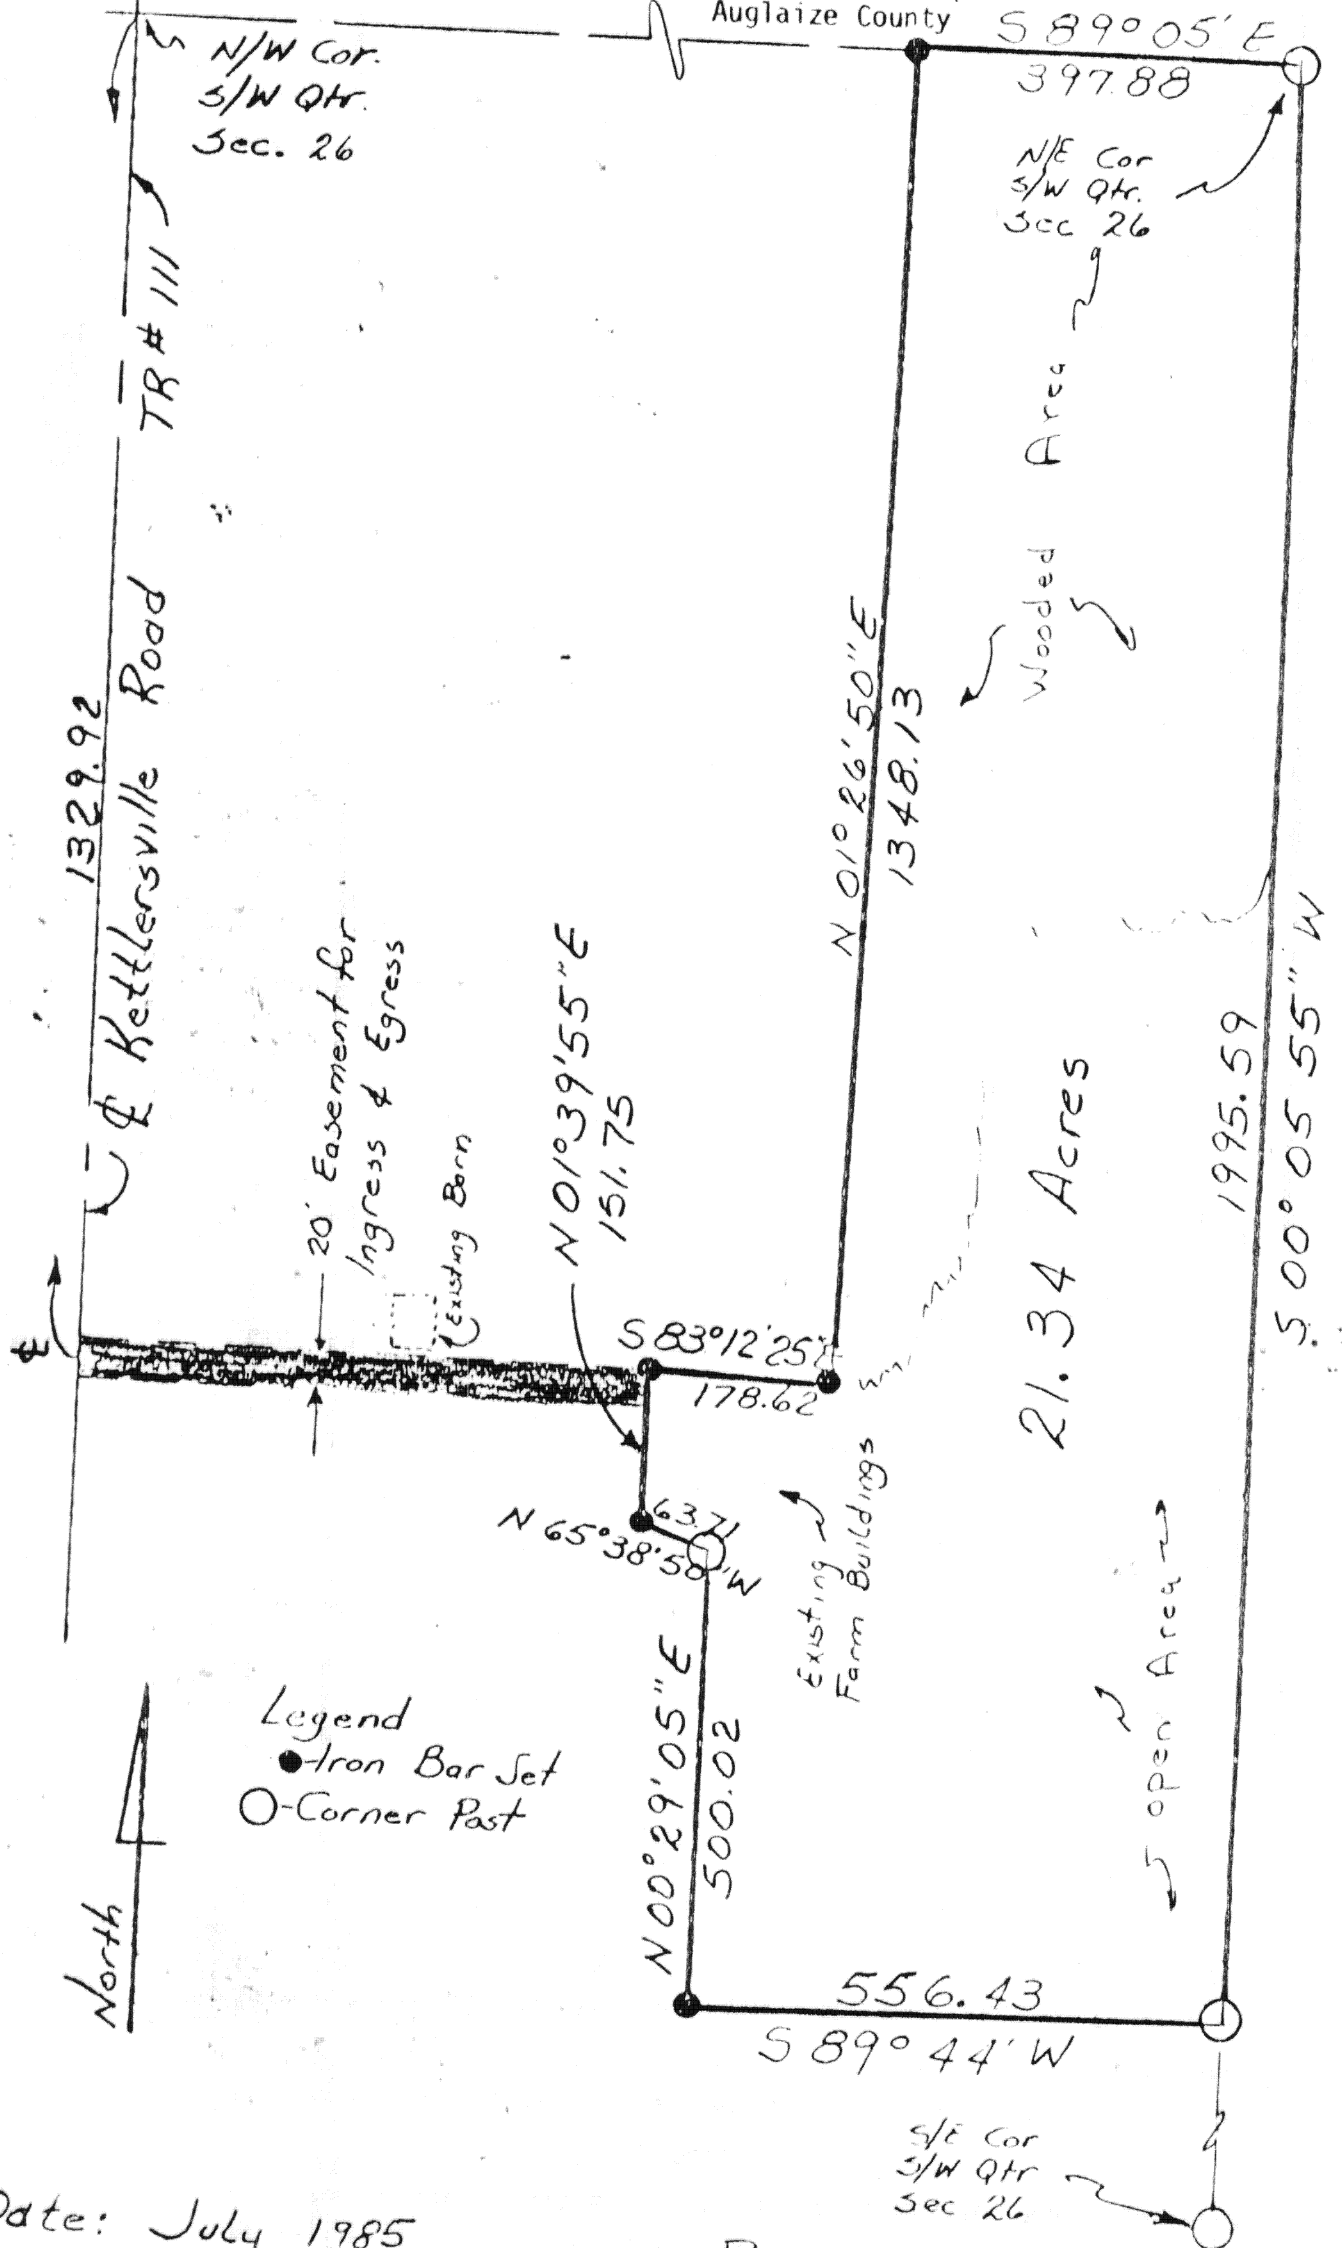 Auglaize County
S 89° 05' E
397.88
N/W Cor.
S/W Qtr.
Sec. 26
N/E Cor
S/W Qtr.
Sec 26
TR # 111
Wooded Area
1329.92
℄ Kettlersville Road
N 01° 26' 50" E
1348.13
20' Easement for
Ingress & Egress
Existing Barn
N 01° 39' 55" E
151.75
21.34 Acres
1995.59
S 00° 05' 55" W
℄
S 83° 12' 25"
178.62
63.71
N 65° 38' 50" W
Existing
Farm Buildings
Open Area
N 00° 29' 05" E
500.02
Legend
-Iron Bar Set
-Corner Post
North
556.43
S 89° 44' W
S/E Cor
S/W Qtr
Sec 26
Date: July 1985